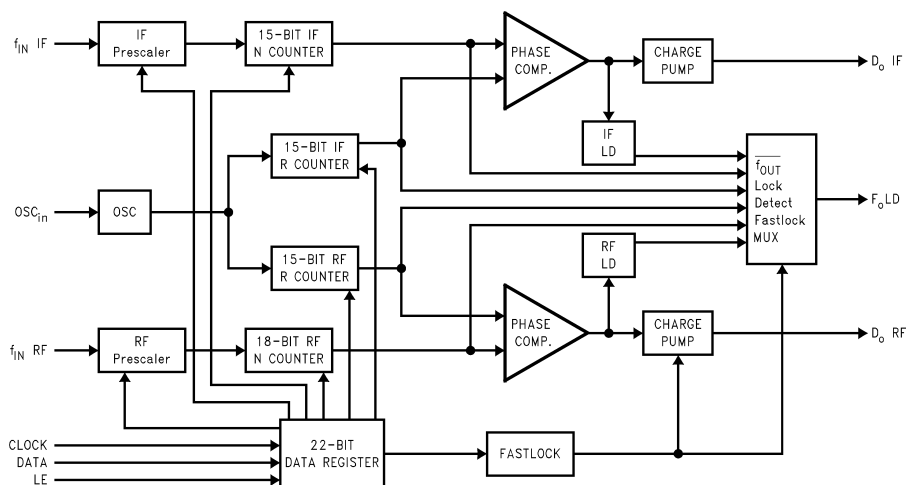 f_IN IF
IF
Prescaler
15-BIT IF
N COUNTER
PHASE
COMP.
CHARGE
PUMP
D_o IF
IF
LD
15-BIT IF
R COUNTER
OSC_in
OSC
f_OUT
Lock
Detect
Fastlock
MUX
F_oLD
15-BIT RF
R COUNTER
RF
LD
f_IN RF
RF
Prescaler
18-BIT RF
N COUNTER
PHASE
COMP.
CHARGE
PUMP
D_o RF
CLOCK
DATA
LE
22-BIT
DATA REGISTER
FASTLOCK